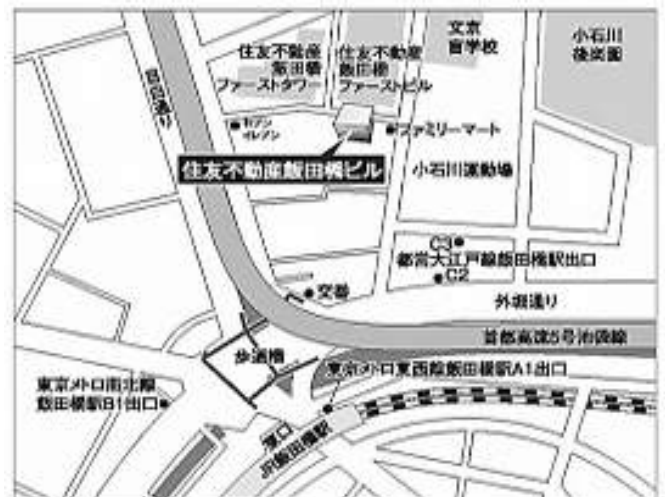 文京
盲学校
小石川
後楽園
住友不動産
飯田橋
ファーストタワー
住友不動産
飯田橋
ファーストビル
目白通り
セブン
イレブン
ファミリーマート
住友不動産飯田橋ビル
小石川運動場
C3
都営大江戸線飯田橋駅出口
C2
交番
外堀通り
首都高速5号池袋線
歩道橋
東京メトロ東西線飯田橋駅A1出口
東京メトロ南北線
飯田橋駅B1出口
東口
JR飯田橋駅